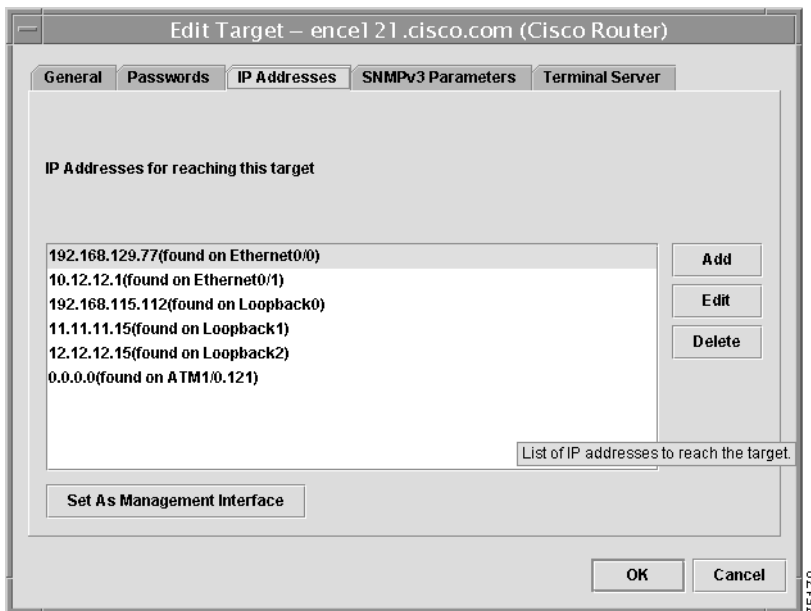 Edit Target – ence121.cisco.com (Cisco Router)
General Passwords IP Addresses SNMPv3 Parameters Terminal Server
IP Addresses for reaching this target
192.168.129.77(found on Ethernet0/0)
10.12.12.1(found on Ethernet0/1)
192.168.115.112(found on Loopback0)
11.11.11.15(found on Loopback1)
12.12.12.15(found on Loopback2)
0.0.0.0(found on ATM1/0.121)
Add
Edit
Delete
List of IP addresses to reach the target.
Set As Management Interface
OK Cancel